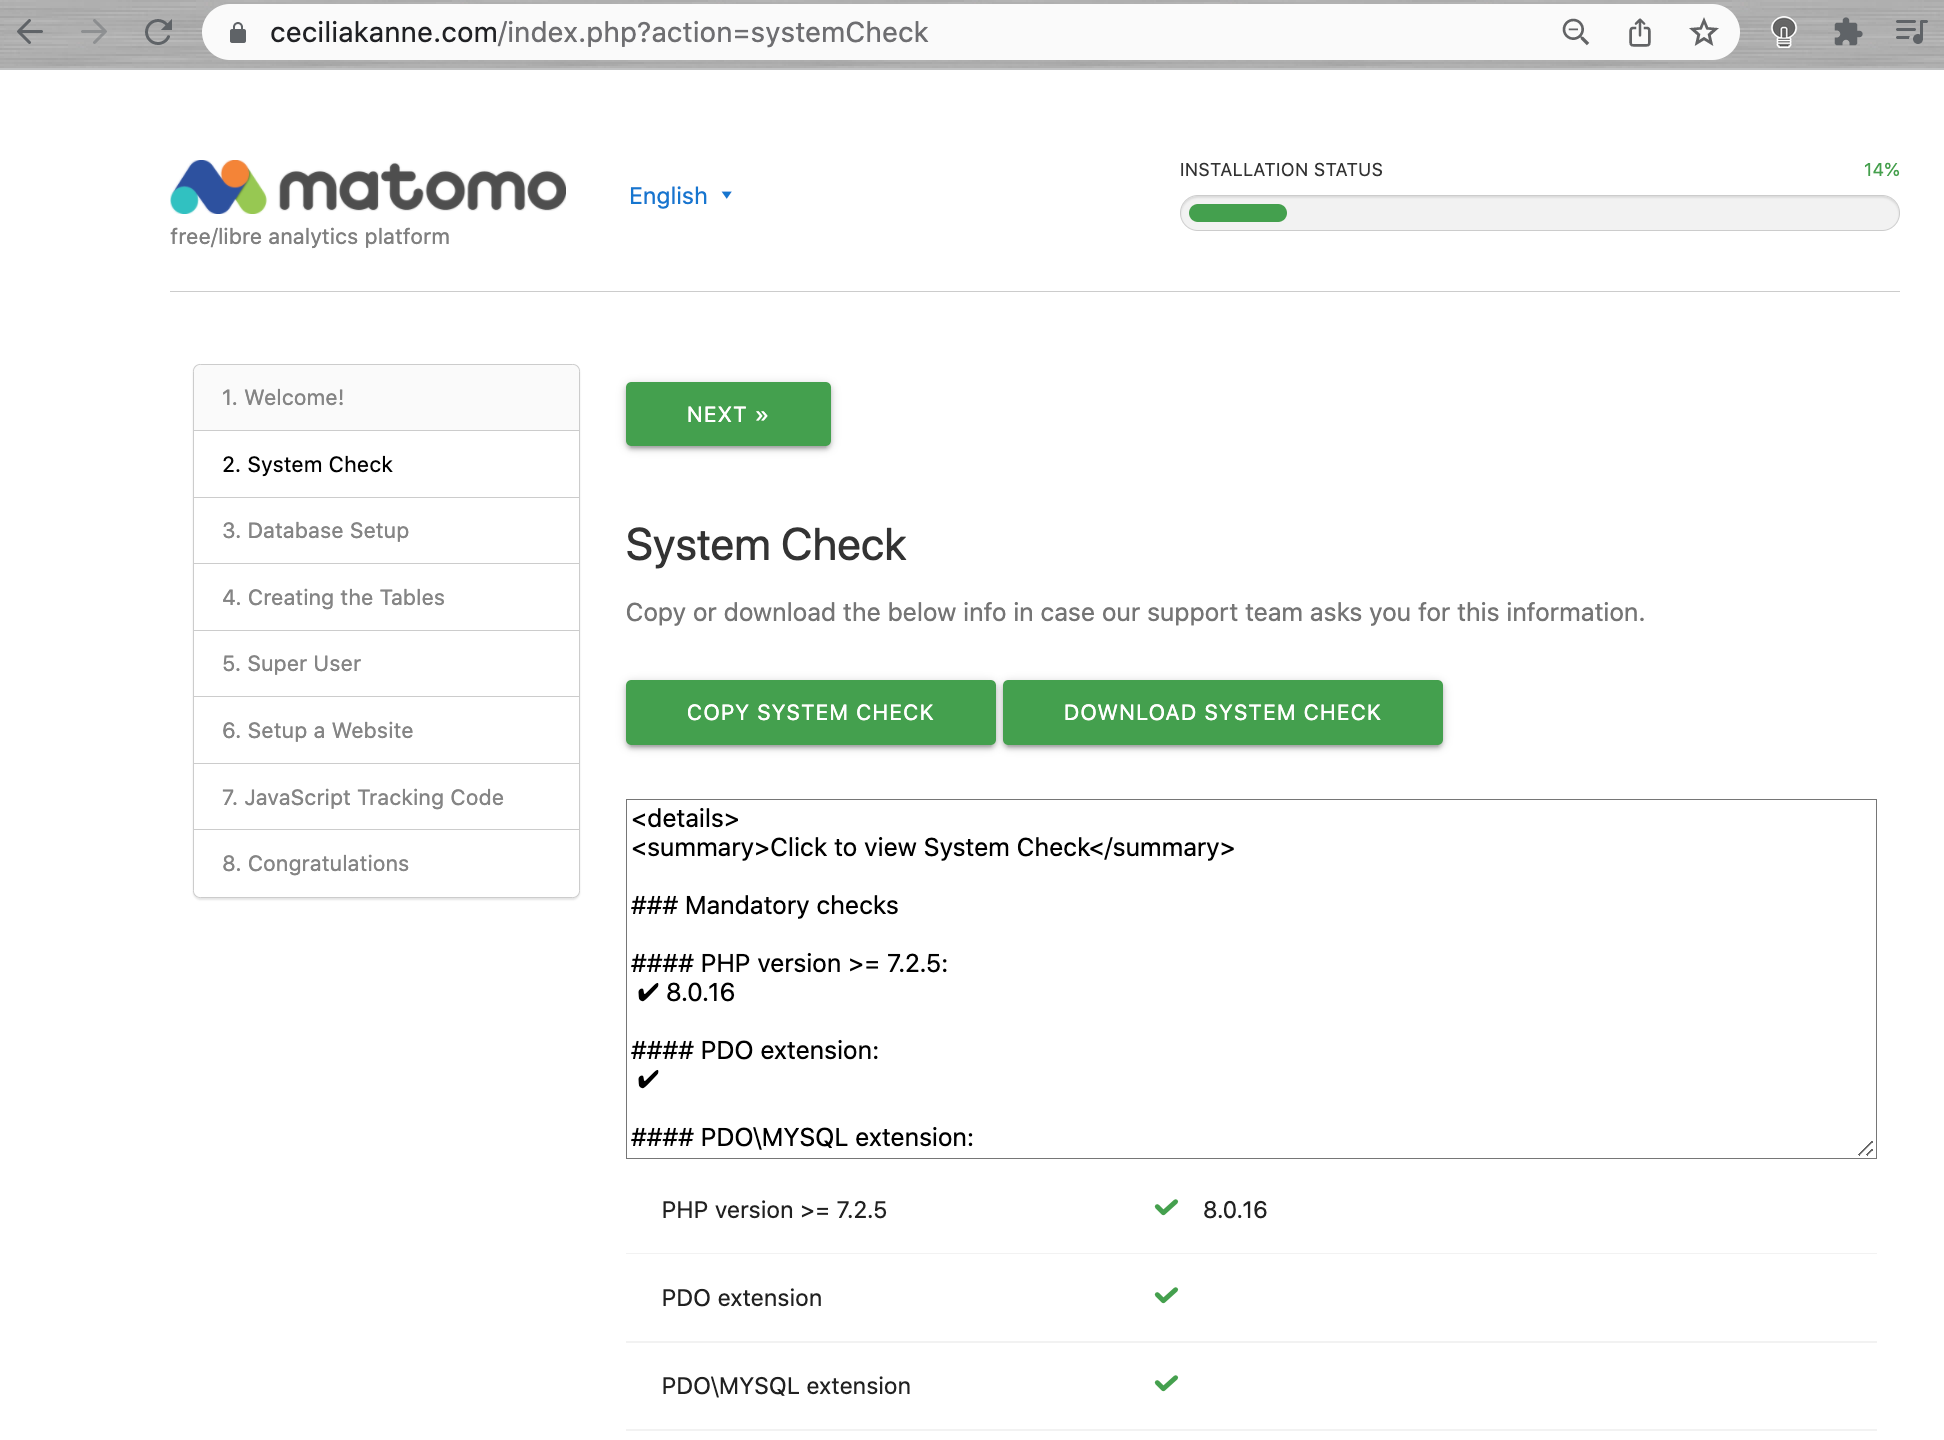 ceciliakanne.com/index.php?action=systemCheck
matomo
free/libre analytics platform
English
INSTALLATION STATUS
14%
1. Welcome!
2. System Check
3. Database Setup
4. Creating the Tables
5. Super User
6. Setup a Website
7. JavaScript Tracking Code
8. Congratulations
NEXT »
System Check
Copy or download the below info in case our support team asks you for this information.
COPY SYSTEM CHECK
DOWNLOAD SYSTEM CHECK
<details>
<summary>Click to view System Check</summary>
### Mandatory checks
#### PHP version >= 7.2.5:
✔ 8.0.16
#### PDO extension:
✔
#### PDO\MYSQL extension:
PHP version >= 7.2.5 ✔ 8.0.16
PDO extension ✔
PDO\MYSQL extension ✔